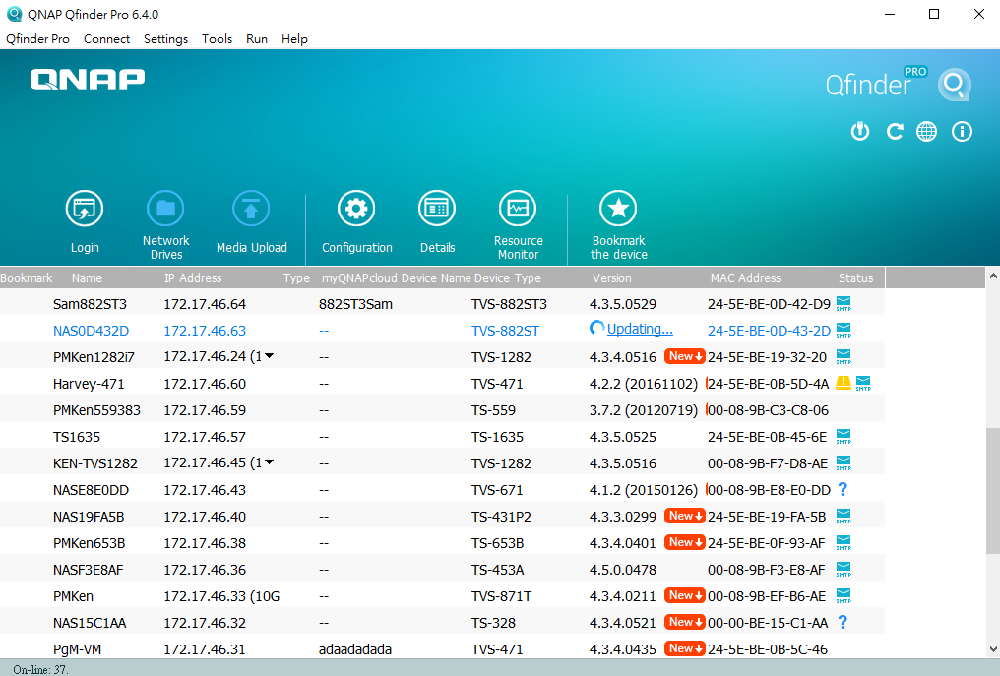 QNAP Qfinder Pro 6.4.0
Qfinder Pro Connect Settings Tools Run Help
QNAP
Qfinder PRO
Login
Network Drives
Media Upload
Configuration
Details
Resource Monitor
Bookmark the device
Bookmark Name IP Address Type myQNAPcloud Device Name Device Type Version MAC Address Status
Sam882ST3 172.17.46.64 882ST3Sam TVS-882ST3 4.3.5.0529 24-5E-BE-0D-42-D9 SMTP
NAS0D432D 172.17.46.63 -- TVS-882ST Updating... 24-5E-BE-0D-43-2D SMTP
PMKen1282i7 172.17.46.24 (1 -- TVS-1282 4.3.4.0516 New 24-5E-BE-19-32-20 SMTP
Harvey-471 172.17.46.60 -- TVS-471 4.2.2 (20161102) 24-5E-BE-0B-5D-4A SMTP
PMKen559383 172.17.46.59 -- TS-559 3.7.2 (20120719) 00-08-9B-C3-C8-06
TS1635 172.17.46.57 -- TS-1635 4.3.5.0525 24-5E-BE-0B-45-6E SMTP
KEN-TVS1282 172.17.46.45 (1 -- TVS-1282 4.3.5.0516 00-08-9B-F7-D8-AE SMTP
NASE8E0DD 172.17.46.43 -- TVS-671 4.1.2 (20150126) 00-08-9B-E8-E0-DD ?
NAS19FA5B 172.17.46.40 -- TS-431P2 4.3.3.0299 New 24-5E-BE-19-FA-5B SMTP
PMKen653B 172.17.46.38 -- TS-653B 4.3.4.0401 New 24-5E-BE-0F-93-AF SMTP
NASF3E8AF 172.17.46.36 -- TS-453A 4.5.0.0478 00-08-9B-F3-E8-AF SMTP
PMKen 172.17.46.33 (10G -- TVS-871T 4.3.4.0211 New 00-08-9B-EF-B6-AE SMTP
NAS15C1AA 172.17.46.32 -- TS-328 4.3.4.0521 New 00-00-BE-15-C1-AA ?
PgM-VM 172.17.46.31 adaadadada TVS-471 4.3.4.0435 New 24-5E-BE-0B-5C-46
On-line: 37.